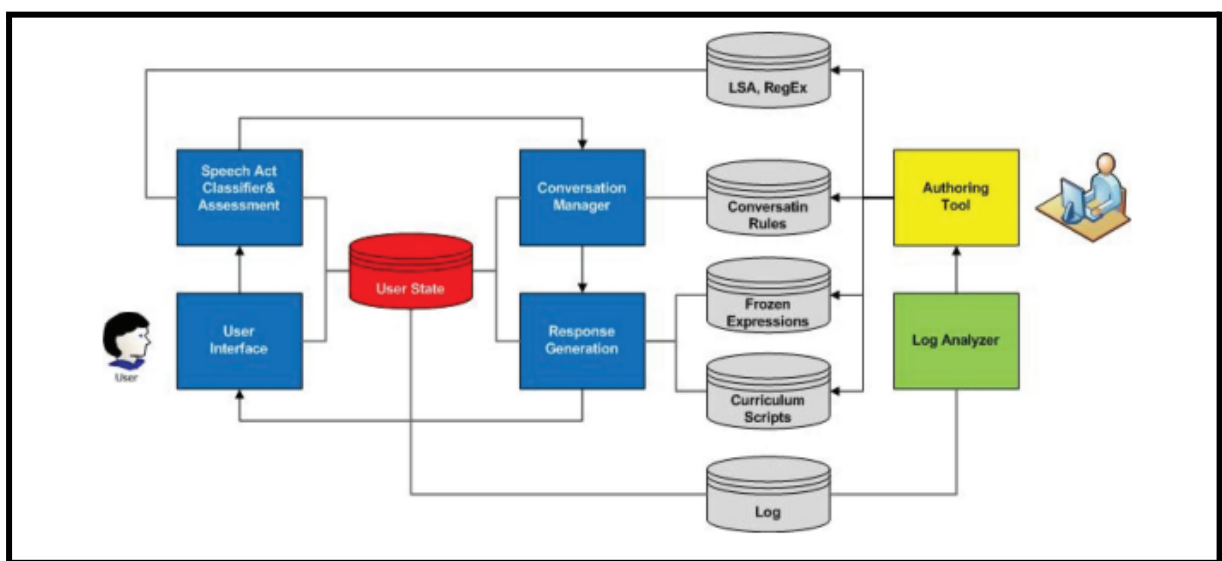 LSA, RegEx
Speech Act
Classifier&
Assessment
Conversation
Manager
Conversatin
Rules
Authoring
Tool
User State
User
User
Interface
Response
Generation
Frozen
Expressions
Log Analyzer
Curriculum
Scripts
Log